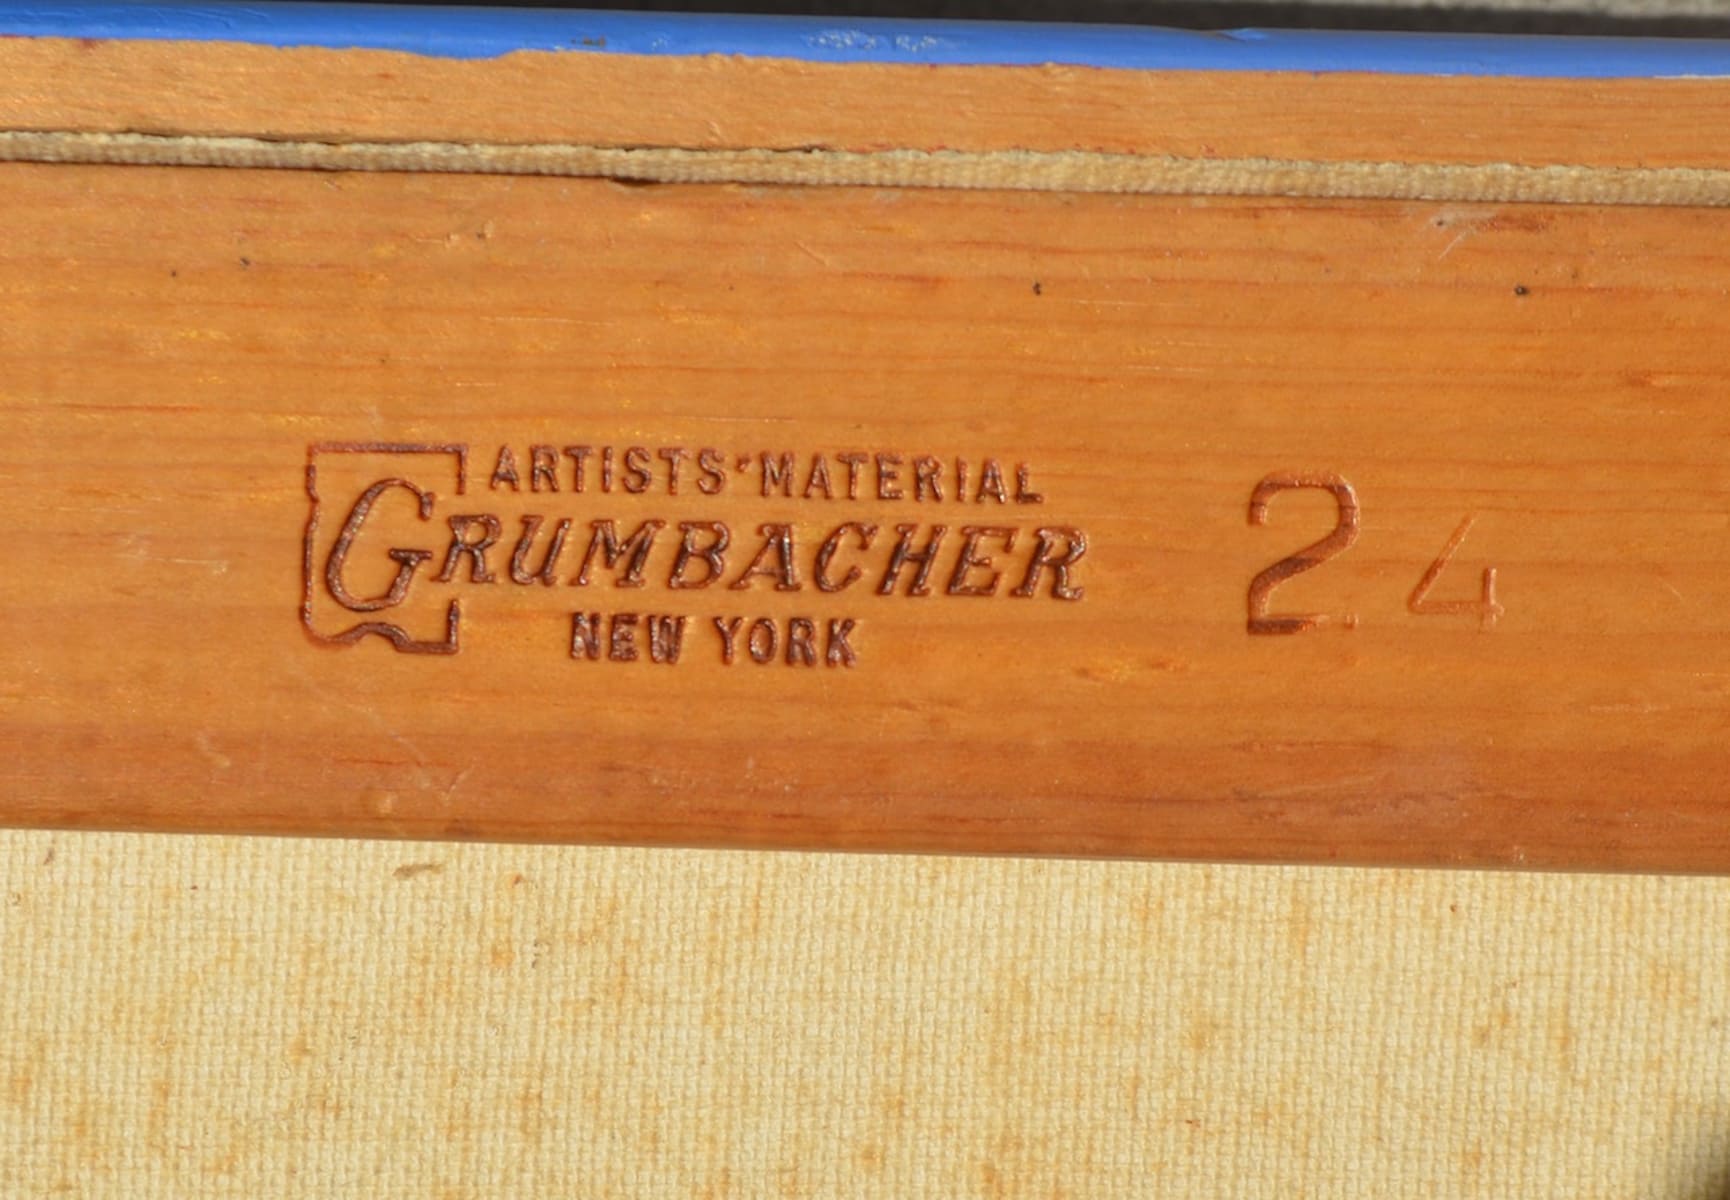 ARTISTS' MATERIAL
GRUMBACHER
NEW YORK
24